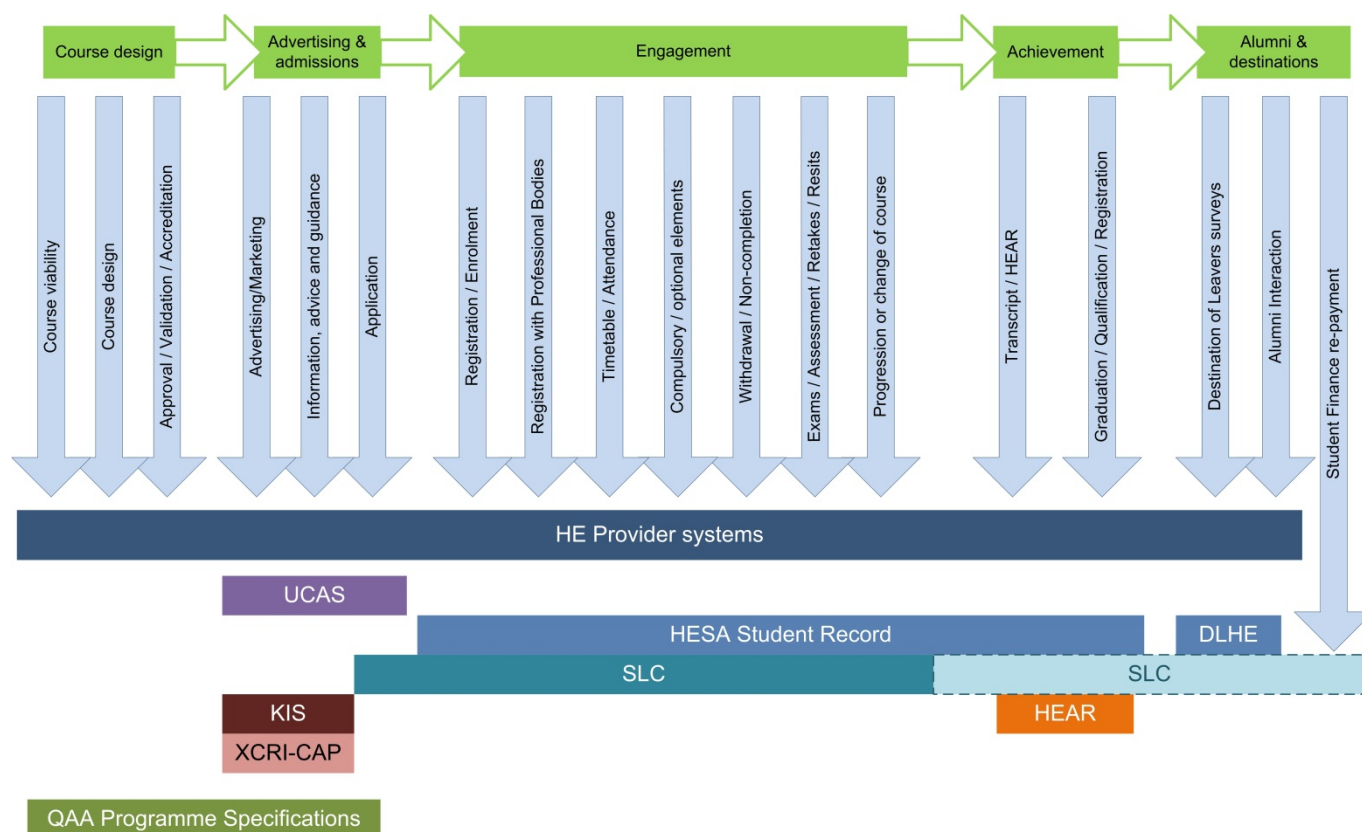 Course design
Advertising &
admissions
Engagement
Achievement
Alumni &
destinations
Course viability
Course design
Approval / Validation / Accreditation
Advertising/Marketing
Information, advice and guidance
Application
Registration / Enrolment
Registration with Professional Bodies
Timetable / Attendance
Compulsory / optional elements
Withdrawal / Non-completion
Exams / Assessment / Retakes / Resits
Progression or change of course
Transcript / HEAR
Graduation / Qualification / Registration
Destination of Leavers surveys
Alumni Interaction
Student Finance re-payment
HE Provider systems
UCAS
HESA Student Record
DLHE
SLC
SLC
KIS
HEAR
XCRI-CAP
QAA Programme Specifications